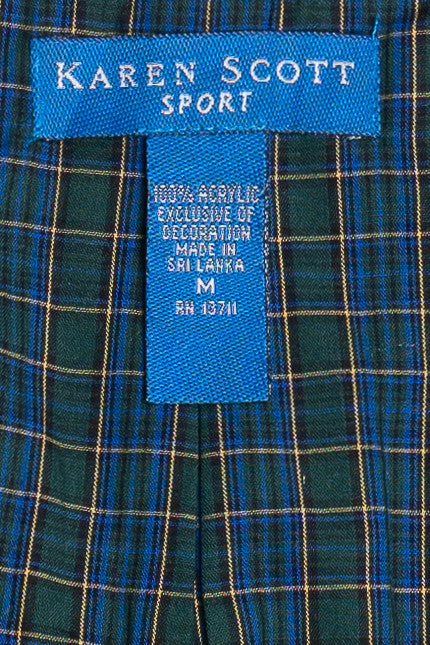 KAREN SCOTT
SPORT
100% ACRYLIC
EXCLUSIVE OF
DECORATION
MADE IN
SRI LANKA
M
RN 13711